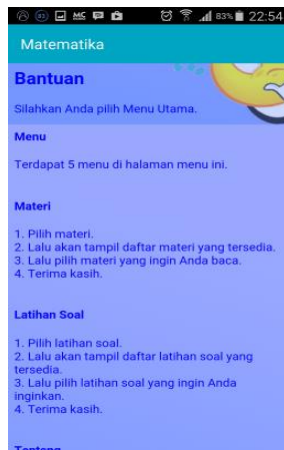 83% 22:54
Matematika
Bantuan
Silahkan Anda pilih Menu Utama.
Menu
Terdapat 5 menu di halaman menu ini.
Materi
1. Pilih materi.
2. Lalu akan tampil daftar materi yang tersedia.
3. Lalu pilih materi yang ingin Anda baca.
4. Terima kasih.
Latihan Soal
1. Pilih latihan soal.
2. Lalu akan tampil daftar latihan soal yang
tersedia.
3. Lalu pilih latihan soal yang ingin Anda
inginkan.
4. Terima kasih.
Tentang